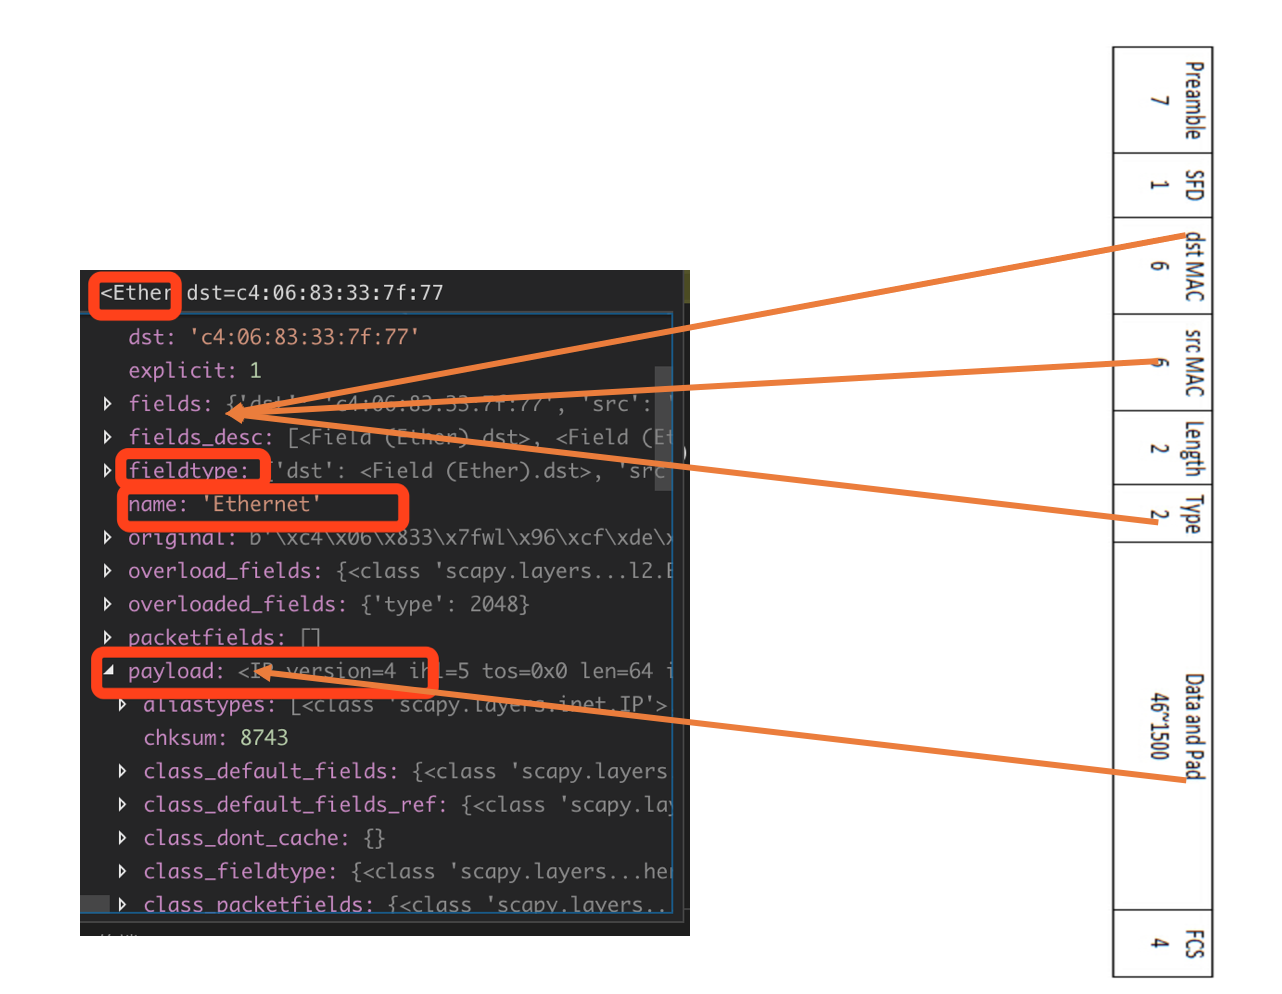 <Ether dst=c4:06:83:33:7f:77
dst: 'c4:06:83:33:7f:77'
explicit: 1
fields: {'dst': 'c4:06:83:33:7f:77', 'src':
fields_desc: [<Field (Ether).dst>, <Field (Et
fieldtype: {'dst': <Field (Ether).dst>, 'src
name: 'Ethernet'
original: b'\xc4\x06\x833\x7fwl\x96\xcf\xde\x
overload_fields: {<class 'scapy.layers...l2.E
overloaded_fields: {'type': 2048}
packetfields: []
payload: <IP version=4 ihl=5 tos=0x0 len=64 i
aliastypes: [<class 'scapy.layers.inet.IP'>
chksum: 8743
class_default_fields: {<class 'scapy.layers
class_default_fields_ref: {<class 'scapy.lay
class_dont_cache: {}
class_fieldtype: {<class 'scapy.layers...her
class_packetfields: {<class 'scapy.layers..
Preamble
7
SFD
1
dst MAC
6
src MAC
6
Length
2
Type
2
Data and Pad
46~1500
FCS
4